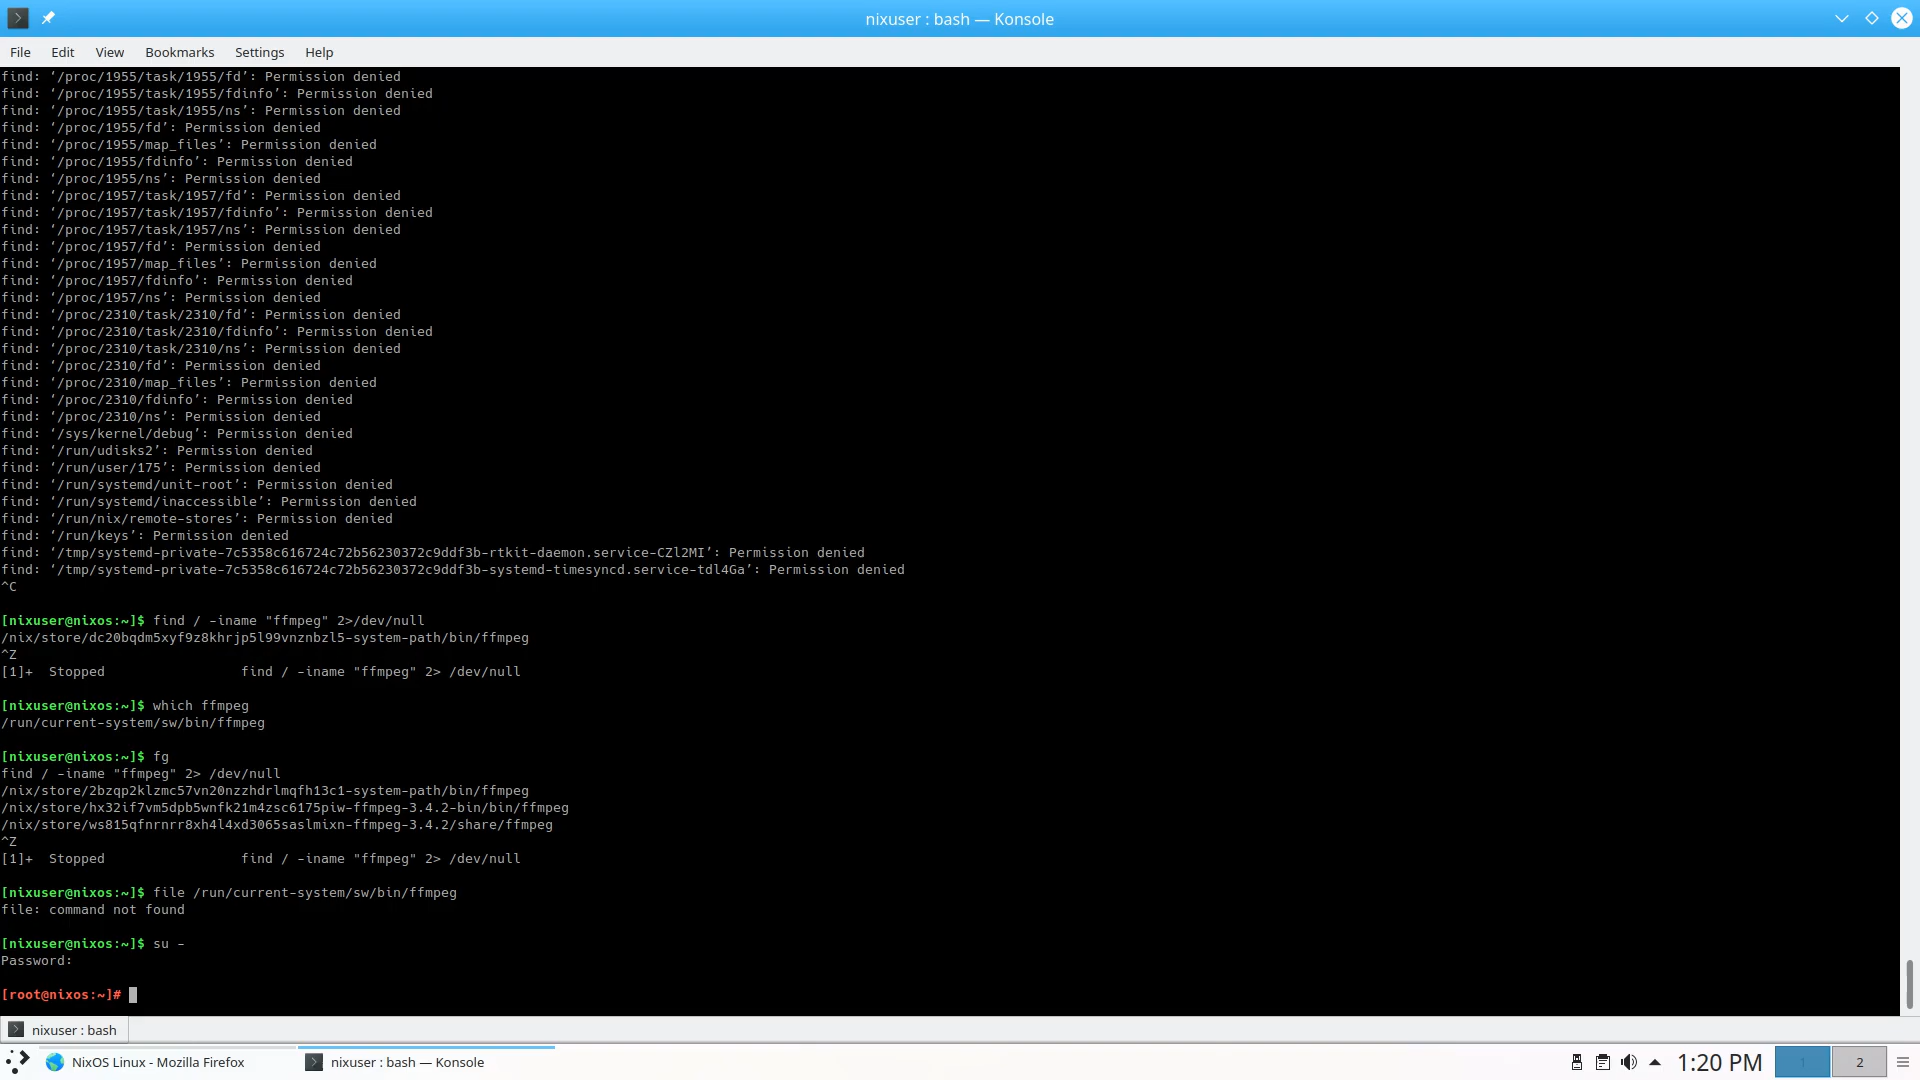 nixuser : bash — Konsole
File Edit View Bookmarks Settings Help
find: ‘/proc/1955/task/1955/fd’: Permission denied
find: ‘/proc/1955/task/1955/fdinfo’: Permission denied
find: ‘/proc/1955/task/1955/ns’: Permission denied
find: ‘/proc/1955/fd’: Permission denied
find: ‘/proc/1955/map_files’: Permission denied
find: ‘/proc/1955/fdinfo’: Permission denied
find: ‘/proc/1955/ns’: Permission denied
find: ‘/proc/1957/task/1957/fd’: Permission denied
find: ‘/proc/1957/task/1957/fdinfo’: Permission denied
find: ‘/proc/1957/task/1957/ns’: Permission denied
find: ‘/proc/1957/fd’: Permission denied
find: ‘/proc/1957/map_files’: Permission denied
find: ‘/proc/1957/fdinfo’: Permission denied
find: ‘/proc/1957/ns’: Permission denied
find: ‘/proc/2310/task/2310/fd’: Permission denied
find: ‘/proc/2310/task/2310/fdinfo’: Permission denied
find: ‘/proc/2310/task/2310/ns’: Permission denied
find: ‘/proc/2310/fd’: Permission denied
find: ‘/proc/2310/map_files’: Permission denied
find: ‘/proc/2310/fdinfo’: Permission denied
find: ‘/proc/2310/ns’: Permission denied
find: ‘/sys/kernel/debug’: Permission denied
find: ‘/run/udisks2’: Permission denied
find: ‘/run/user/175’: Permission denied
find: ‘/run/systemd/unit-root’: Permission denied
find: ‘/run/systemd/inaccessible’: Permission denied
find: ‘/run/nix/remote-stores’: Permission denied
find: ‘/run/keys’: Permission denied
find: ‘/tmp/systemd-private-7c5358c616724c72b56230372c9ddf3b-rtkit-daemon.service-CZl2MI’: Permission denied
find: ‘/tmp/systemd-private-7c5358c616724c72b56230372c9ddf3b-systemd-timesyncd.service-tdl4Ga’: Permission denied
^C
[nixuser@nixos:~]$ find / -iname "ffmpeg" 2>/dev/null
/nix/store/dc20bqdm5xyf9z8khrjp5l99vnznbzl5-system-path/bin/ffmpeg
^Z
[1]+  Stopped                 find / -iname "ffmpeg" 2> /dev/null
[nixuser@nixos:~]$ which ffmpeg
/run/current-system/sw/bin/ffmpeg
[nixuser@nixos:~]$ fg
find / -iname "ffmpeg" 2> /dev/null
/nix/store/2bzqp2klzmc57vn20nzzhdrlmqfh13c1-system-path/bin/ffmpeg
/nix/store/hx32if7vm5dpb5wnfk21m4zsc6175piw-ffmpeg-3.4.2-bin/bin/ffmpeg
/nix/store/ws815qfnrnrr8xh4l4xd3065saslmixn-ffmpeg-3.4.2/share/ffmpeg
^Z
[1]+  Stopped                 find / -iname "ffmpeg" 2> /dev/null
[nixuser@nixos:~]$ file /run/current-system/sw/bin/ffmpeg
file: command not found
[nixuser@nixos:~]$ su -
Password:
[root@nixos:~]#
nixuser : bash
NixOS Linux - Mozilla Firefox
nixuser : bash — Konsole
1:20 PM
1
2